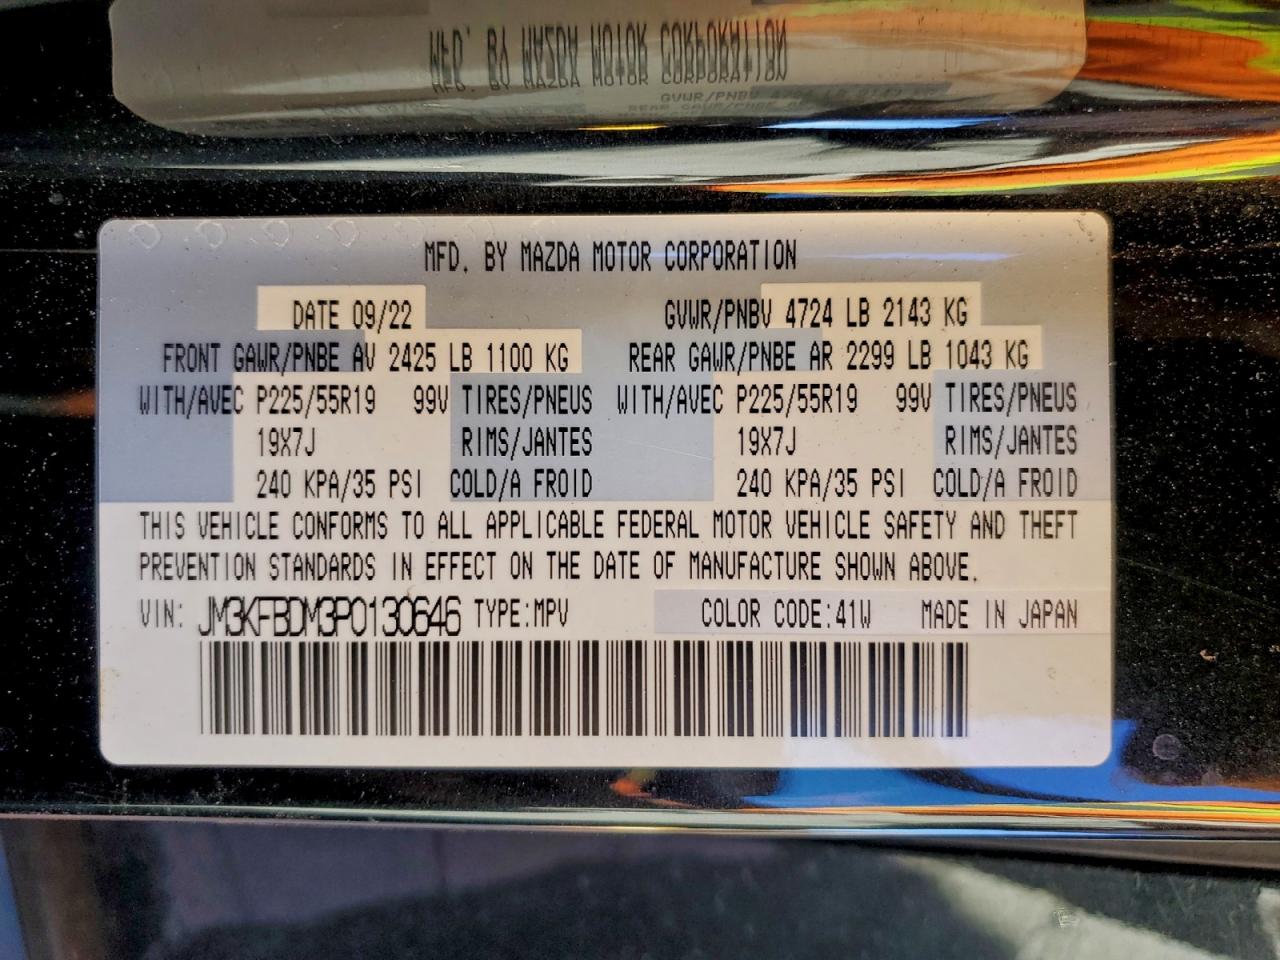 MFD. BY MAZDA MOTOR CORPORATION
DATE 09/22 GVWR/PNBV 4724 LB 2143 KG
FRONT GAWR/PNBE AV 2425 LB 1100 KG REAR GAWR/PNBE AR 2299 LB 1043 KG
WITH/AVEC P225/55R19 99V TIRES/PNEUS WITH/AVEC P225/55R19 99V TIRES/PNEUS
19X7J RIMS/JANTES 19X7J RIMS/JANTES
240 KPA/35 PSI COLD/A FROID 240 KPA/35 PSI COLD/A FROID
THIS VEHICLE CONFORMS TO ALL APPLICABLE FEDERAL MOTOR VEHICLE SAFETY AND THEFT
PREVENTION STANDARDS IN EFFECT ON THE DATE OF MANUFACTURE SHOWN ABOVE.
VIN: JM3KFBDM3P0130646 TYPE:MPV COLOR CODE:41W MADE IN JAPAN